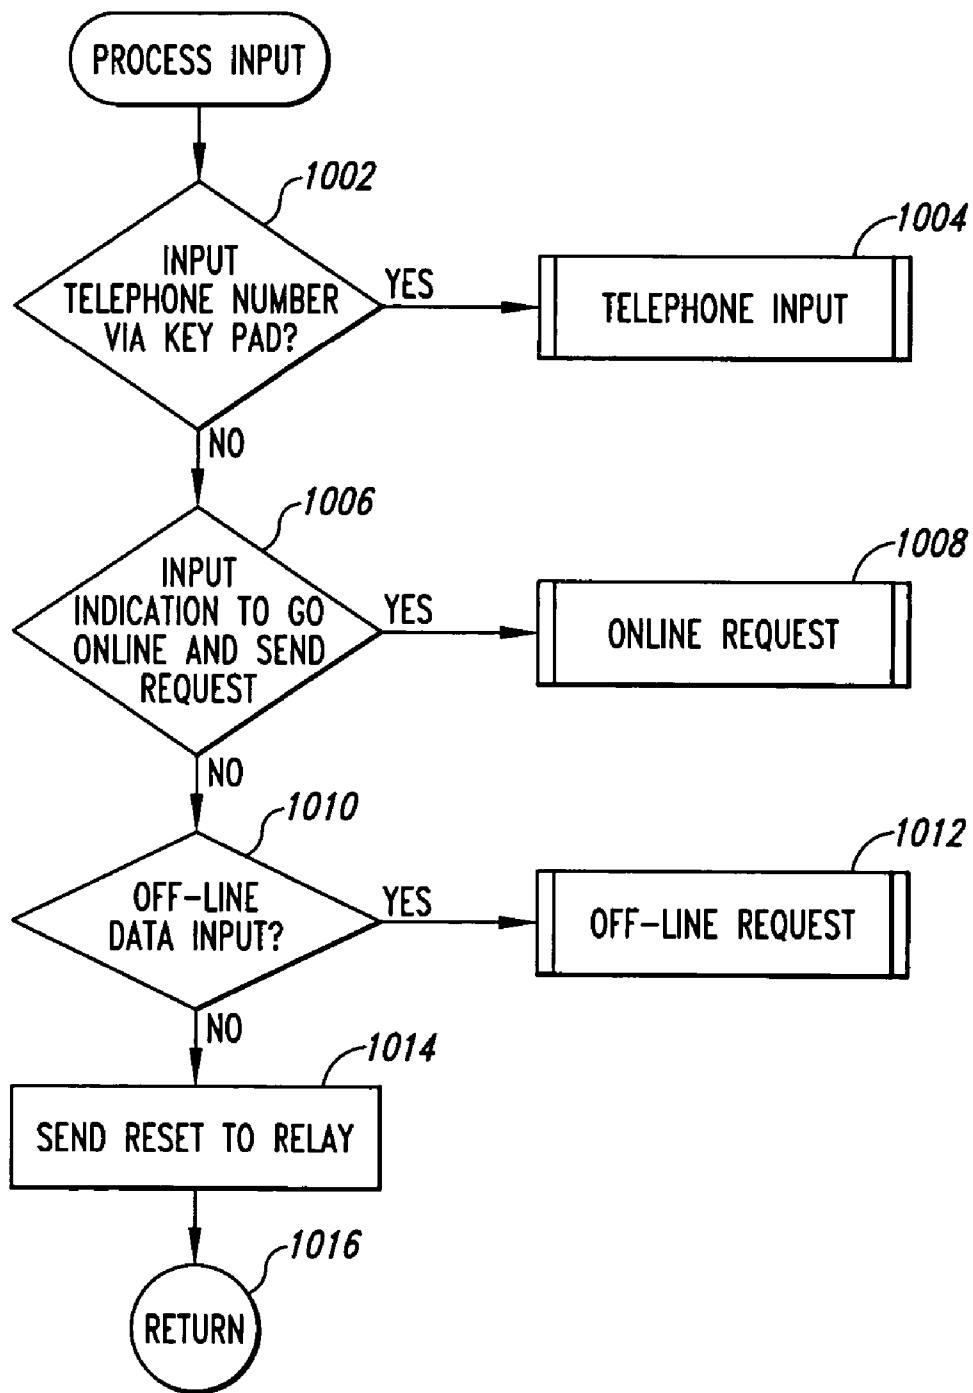 PROCESS INPUT
1002
INPUT
TELEPHONE NUMBER
VIA KEY PAD?
YES
1004
TELEPHONE INPUT
NO
1006
INPUT
INDICATION TO GO
ONLINE AND SEND
REQUEST
YES
1008
ONLINE REQUEST
NO
1010
OFF-LINE
DATA INPUT?
YES
1012
OFF-LINE REQUEST
NO
1014
SEND RESET TO RELAY
1016
RETURN